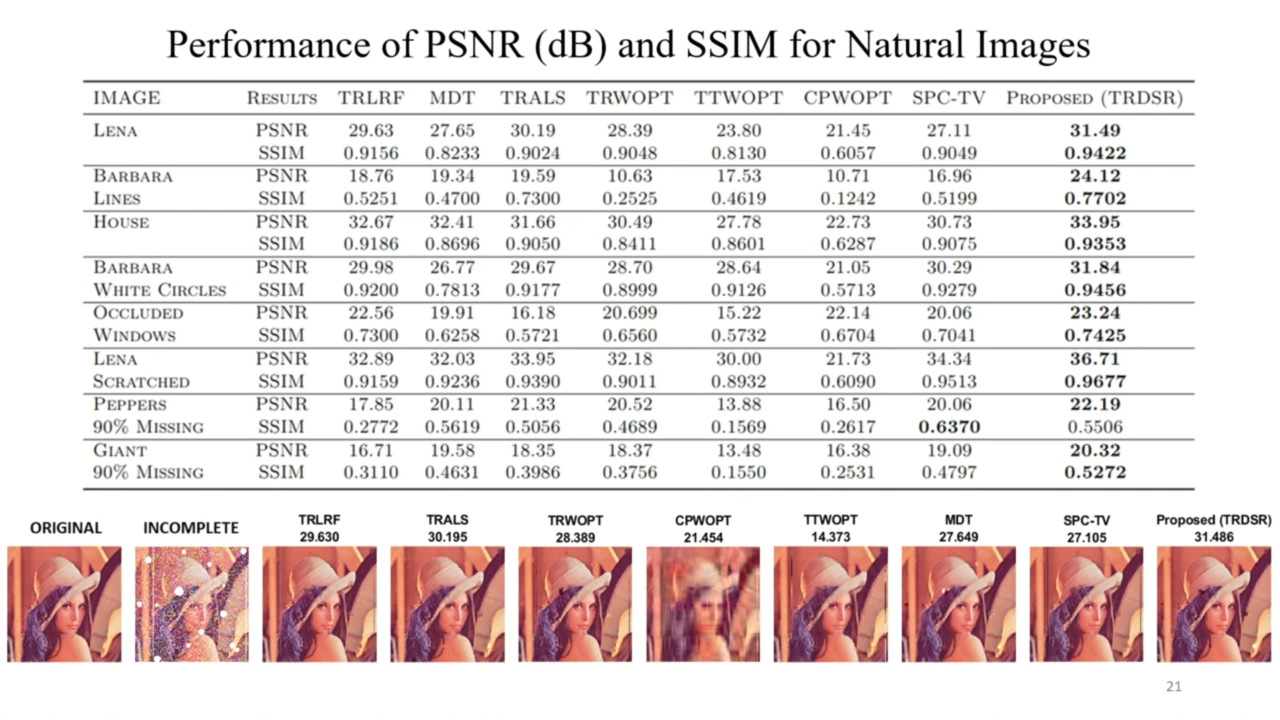 Performance of PSNR (dB) and SSIM for Natural Images
IMAGE RESULTS TRLRF MDT TRALS TRWOPT TTWOPT CPWOPT SPC-TV PROPOSED (TRDSR)
LENA PSNR 29.63 27.65 30.19 28.39 23.80 21.45 27.11 31.49
SSIM 0.9156 0.8233 0.9024 0.9048 0.8130 0.6057 0.9049 0.9422
BARBARA PSNR 18.76 19.34 19.59 10.63 17.53 10.71 16.96 24.12
LINES SSIM 0.5251 0.4700 0.7300 0.2525 0.4619 0.1242 0.5199 0.7702
HOUSE PSNR 32.67 32.41 31.66 30.49 27.78 22.73 30.73 33.95
SSIM 0.9186 0.8696 0.9050 0.8411 0.8601 0.6287 0.9075 0.9353
BARBARA PSNR 29.98 26.77 29.67 28.70 28.64 21.05 30.29 31.84
WHITE CIRCLES SSIM 0.9200 0.7813 0.9177 0.8999 0.9126 0.5713 0.9279 0.9456
OCCLUDED PSNR 22.56 19.91 16.18 20.699 15.22 22.14 20.06 23.24
WINDOWS SSIM 0.7300 0.6258 0.5721 0.6560 0.5732 0.6704 0.7041 0.7425
LENA PSNR 32.89 32.03 33.95 32.18 30.00 21.73 34.34 36.71
SCRATCHED SSIM 0.9159 0.9236 0.9390 0.9011 0.8932 0.6090 0.9513 0.9677
PEPPERS PSNR 17.85 20.11 21.33 20.52 13.88 16.50 20.06 22.19
90% MISSING SSIM 0.2772 0.5619 0.5056 0.4689 0.1569 0.2617 0.6370 0.5506
GIANT PSNR 16.71 19.58 18.35 18.37 13.48 16.38 19.09 20.32
90% MISSING SSIM 0.3110 0.4631 0.3986 0.3756 0.1550 0.2531 0.4797 0.5272
ORIGINAL INCOMPLETE TRLRF TRALS TRWOPT CPWOPT TTWOPT MDT SPC-TV Proposed (TRDSR)
29.630 30.195 28.389 21.454 14.373 27.649 27.105 31.486
21